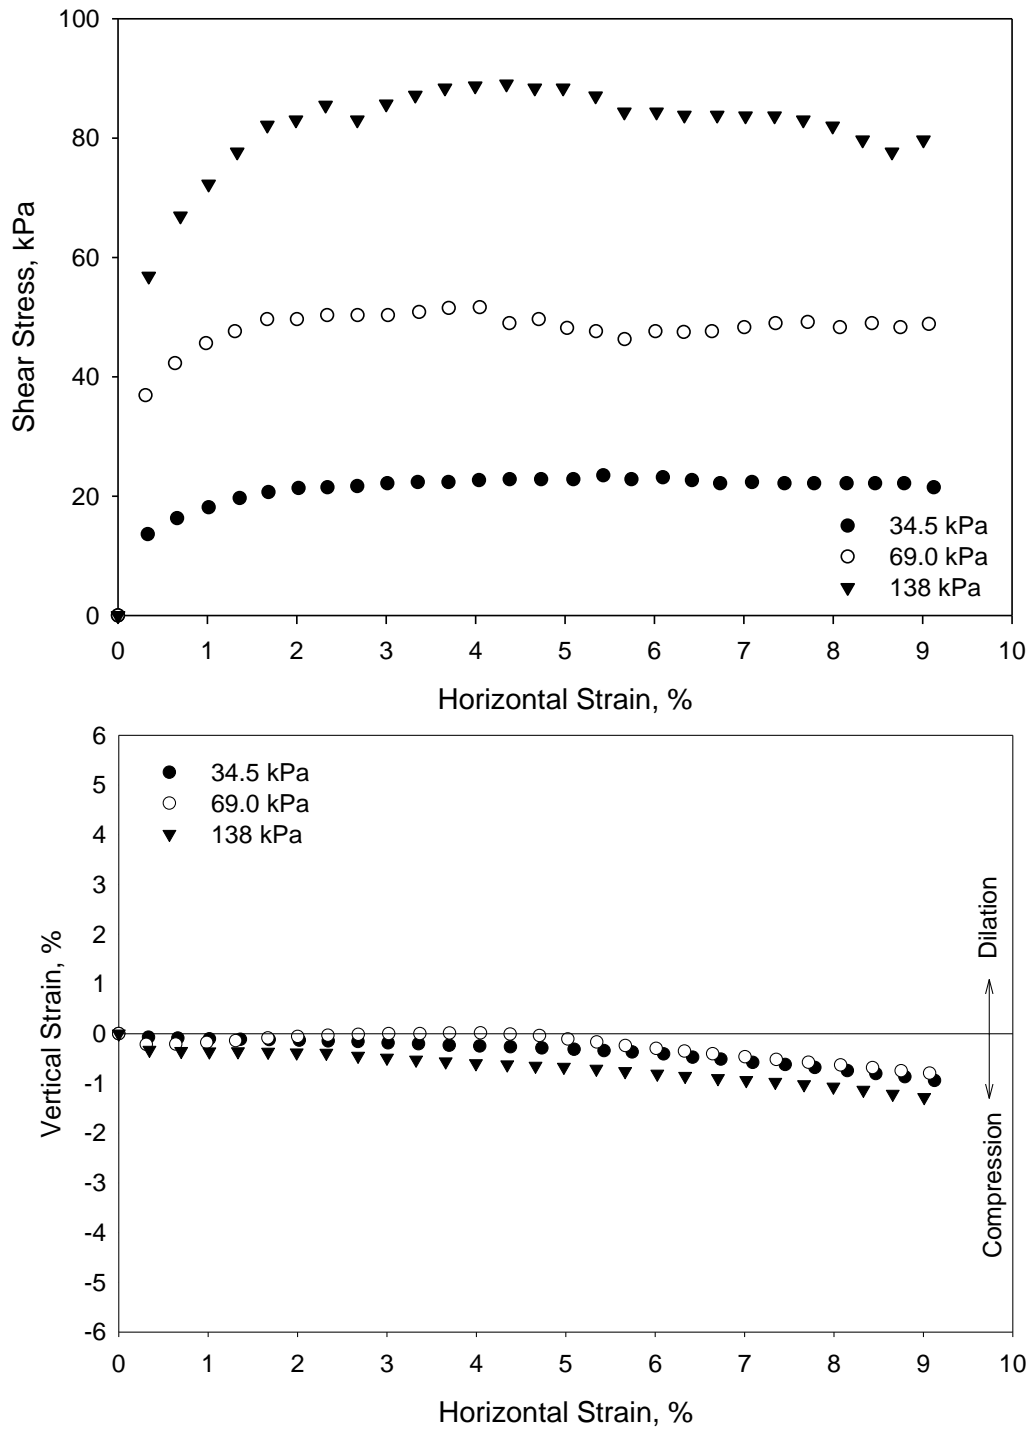 100
80
60
40
20
0
Shear Stress, kPa
34.5 kPa
69.0 kPa
138 kPa
0 1 2 3 4 5 6 7 8 9 10
Horizontal Strain, %
6
5
4
3
2
1
0
-1
-2
-3
-4
-5
-6
Vertical Strain, %
34.5 kPa
69.0 kPa
138 kPa
Dilation
Compression
0 1 2 3 4 5 6 7 8 9 10
Horizontal Strain, %